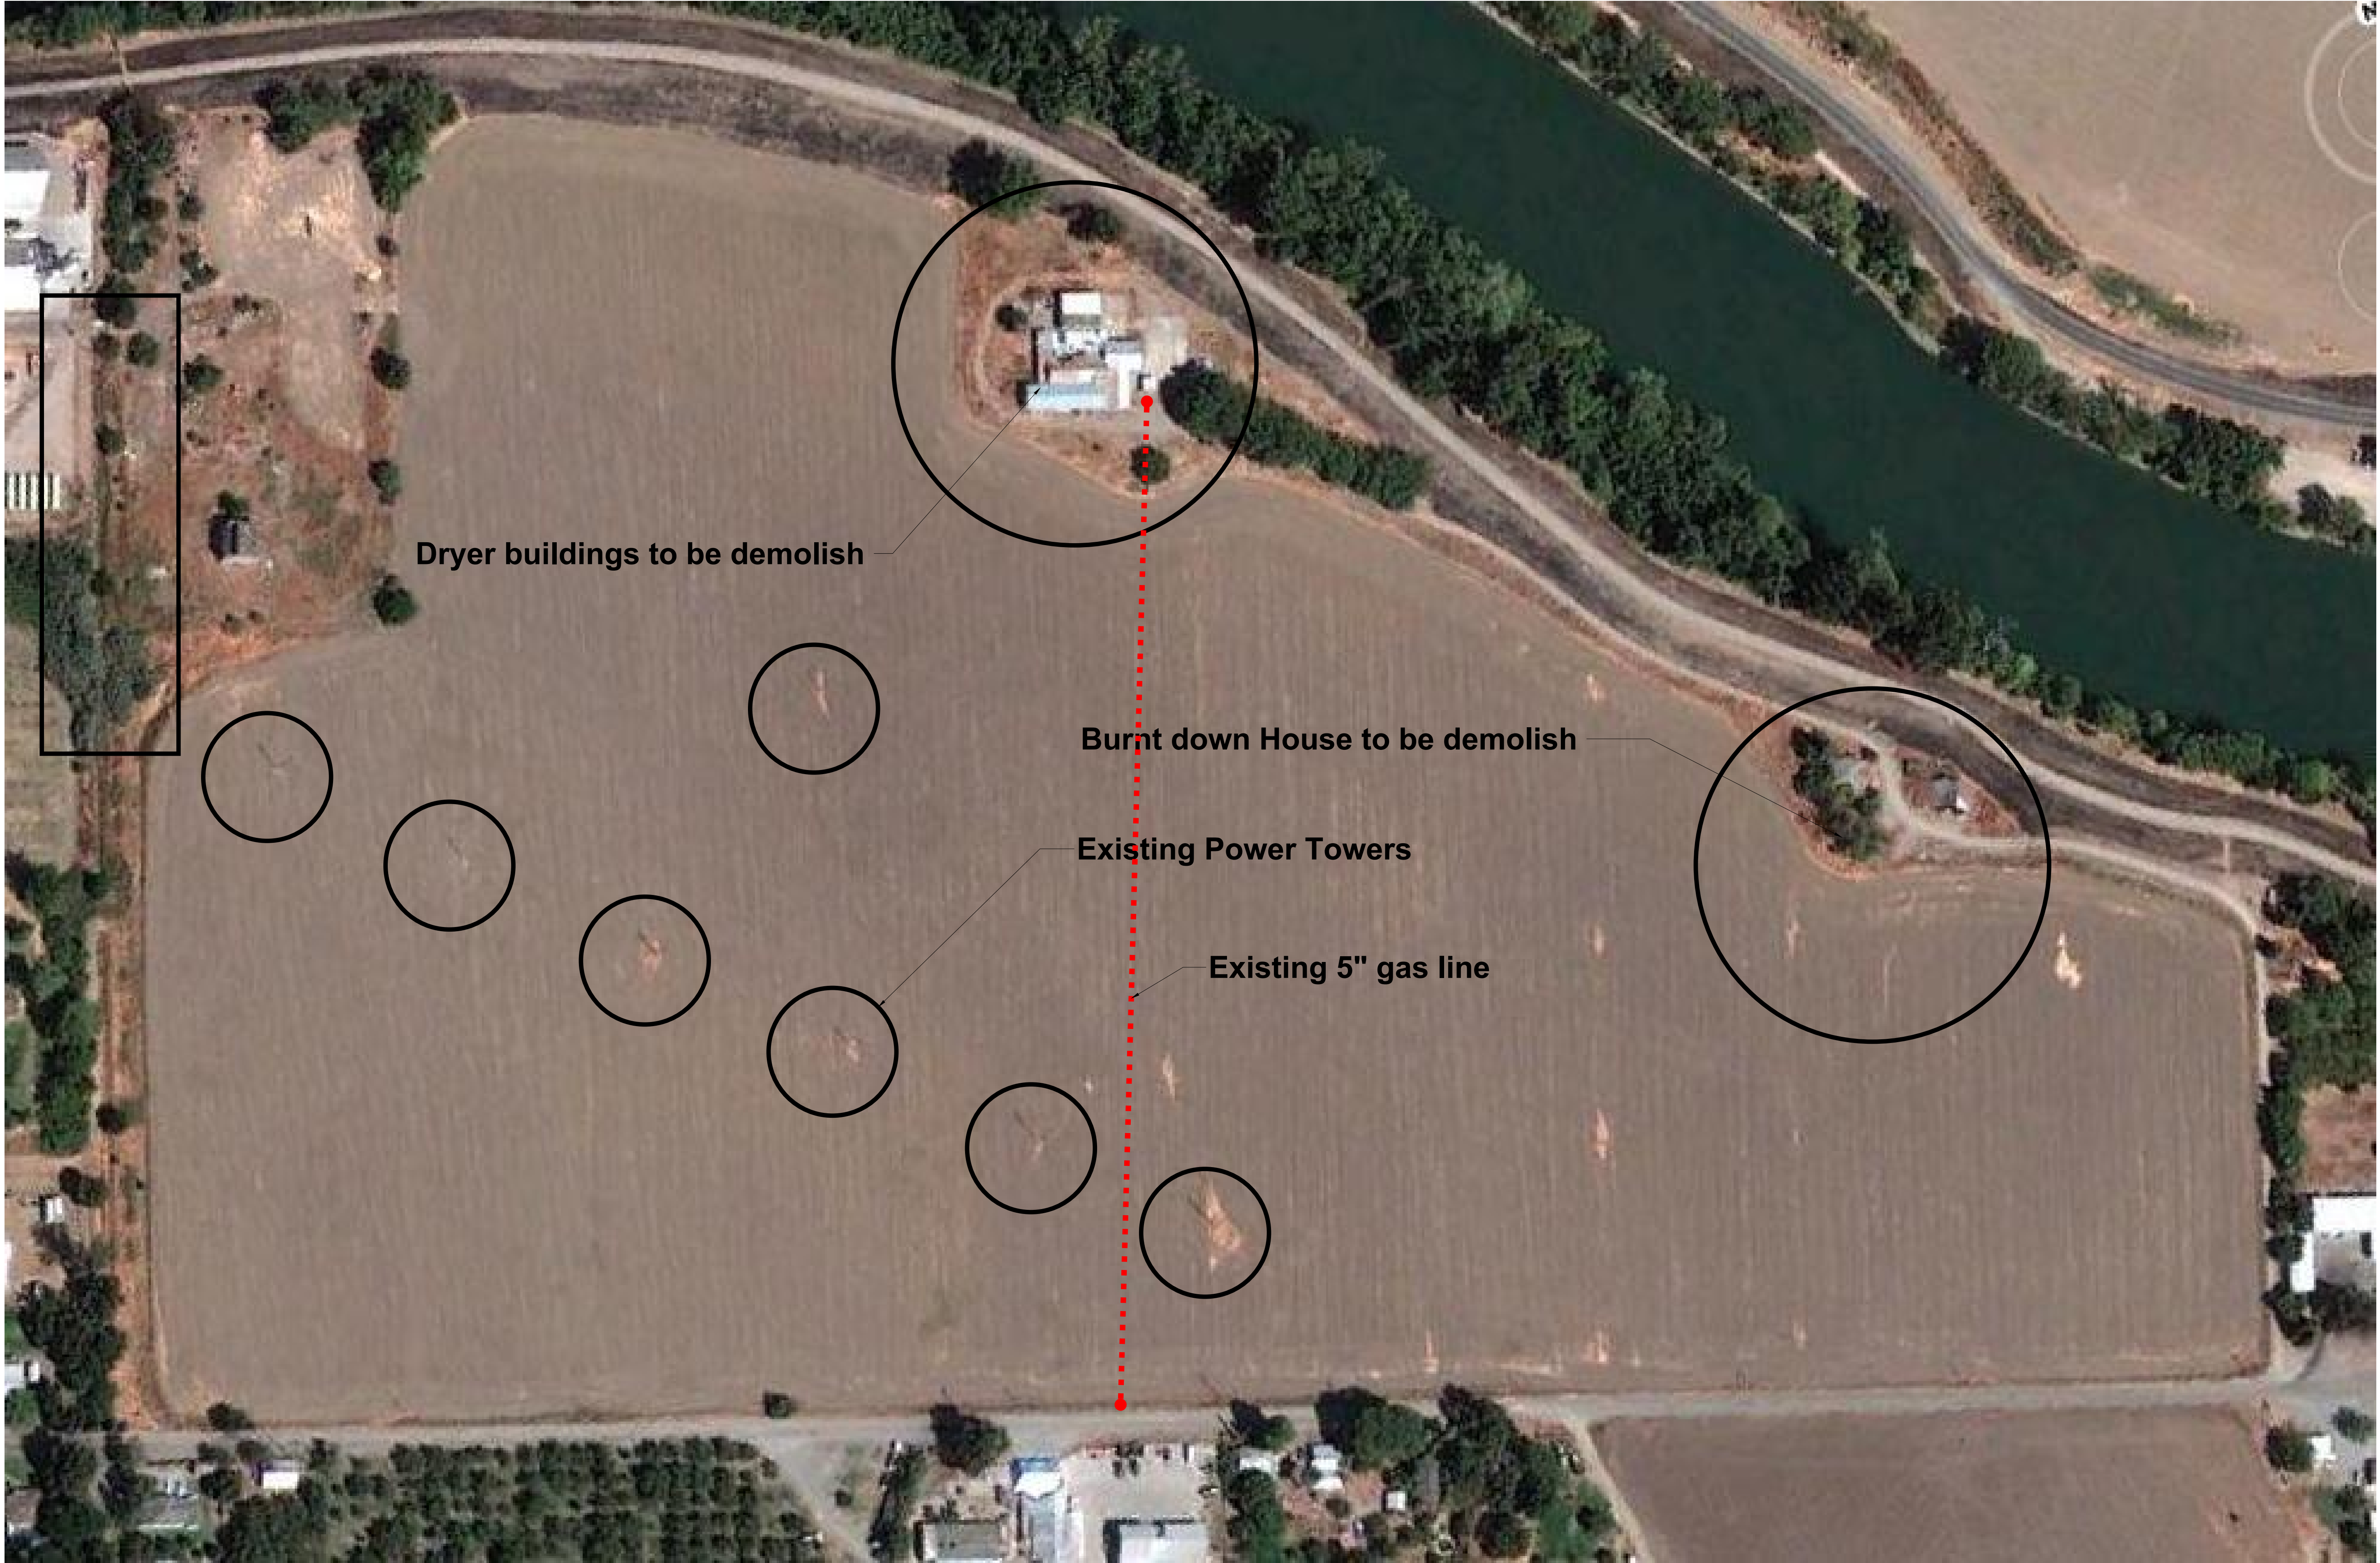 Dryer buildings to be demolish
Burnt down House to be demolish
Existing Power Towers
Existing 5" gas line